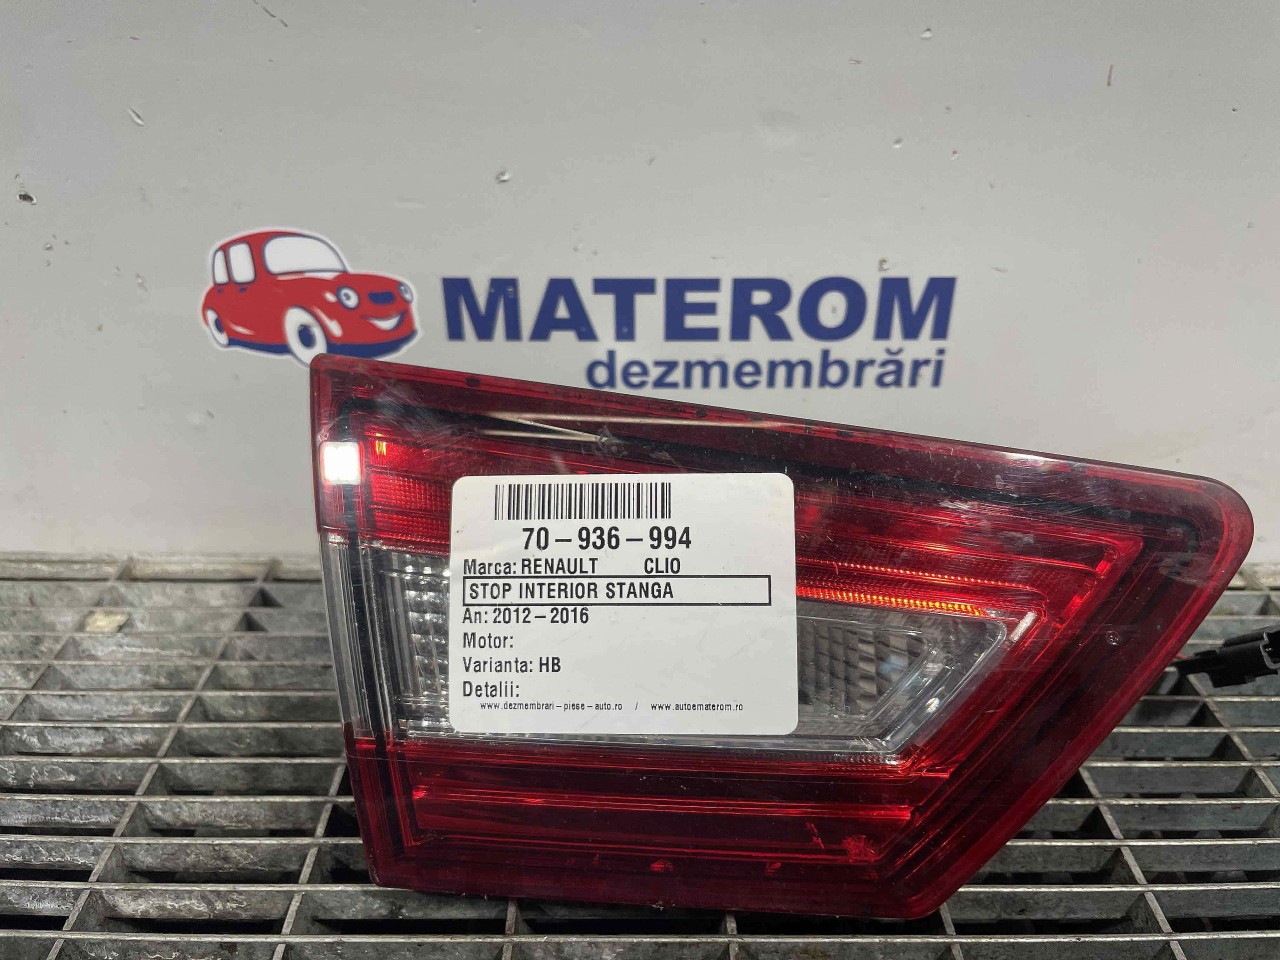 MATEROM
dezmembrări
70-936-994
Marca: RENAULT CLIO
STOP INTERIOR STANGA
An: 2012-2016
Motor:
Varianta: HB
Detalii:
www.dezmembrari-piese-auto.ro / www.autoematerom.ro